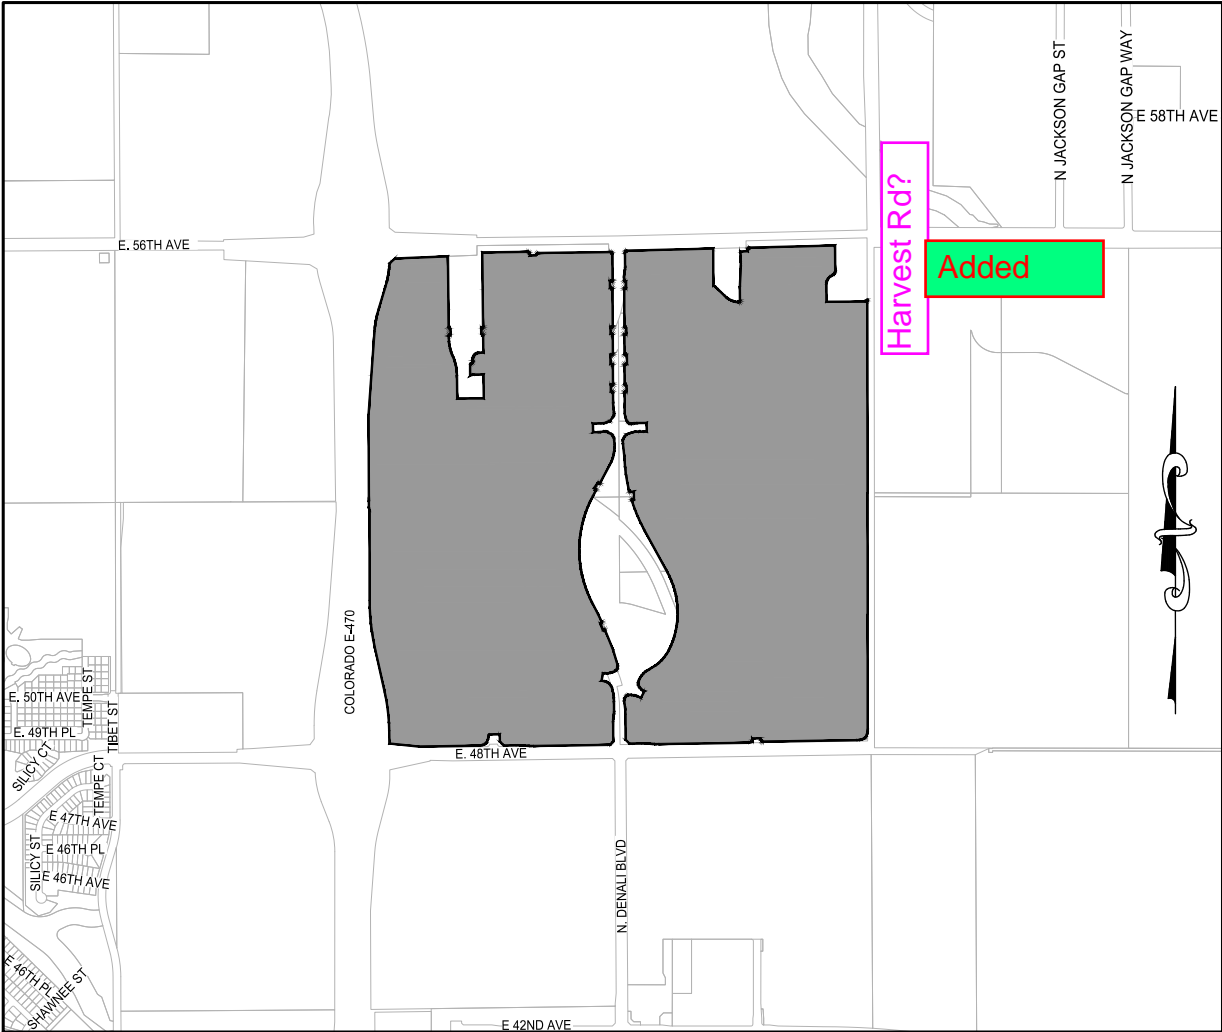 N JACKSON GAP ST
N JACKSON GAP WAY
E 58TH AVE
Harvest Rd?
E. 56TH AVE
Added
COLORADO E-470
E. 50TH AVE
TEMPE ST
TIBET ST
E. 49TH PL
SILICY CT
TEMPE CT
E. 48TH AVE
E 47TH AVE
E 46TH PL
SILICY ST
E 46TH AVE
N. DENALI BLVD
E 46TH PL
SHAWNEE ST
E 42ND AVE